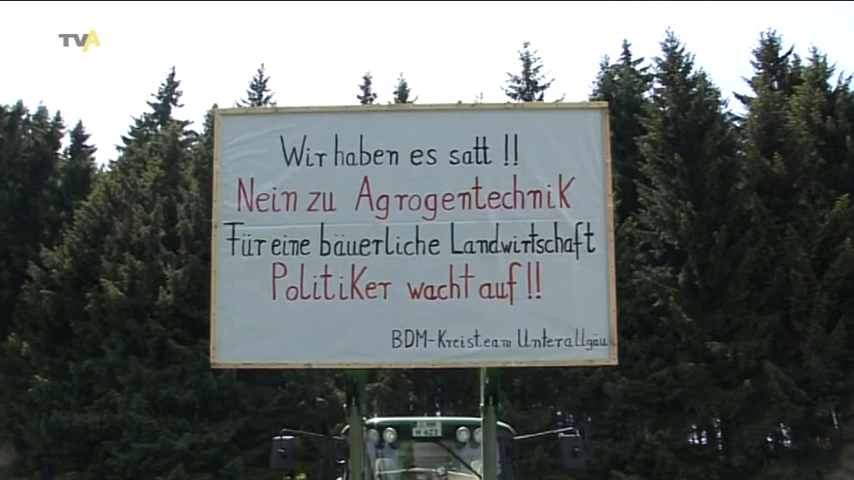 TVA
Wir haben es satt !!
Nein zu Agrogentechnik
Für eine bäuerliche Landwirtschaft
Politiker wacht auf !!
BDM-Kreisteam Unterallgäu